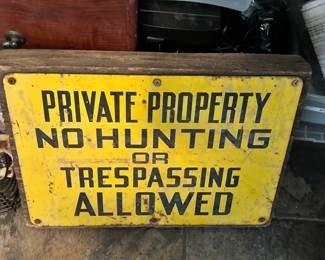 PRIVATE PROPERTY
NO HUNTING
OR
TRESPASSING
ALLOWED